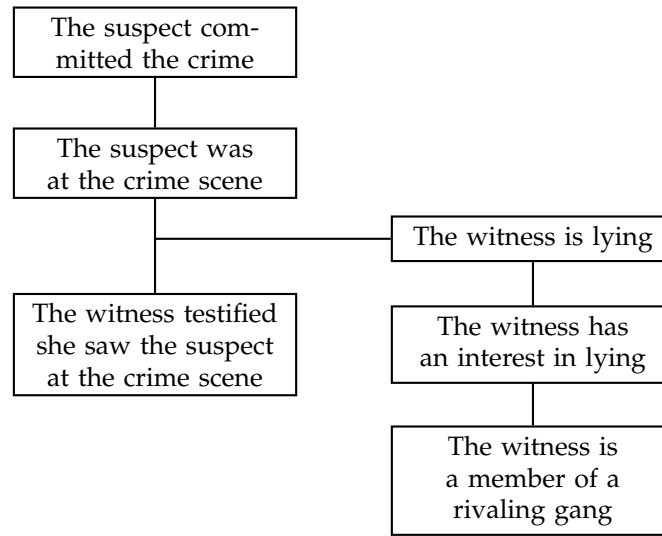 The suspect com-
mitted the crime
The suspect was
at the crime scene
The witness is lying
The witness testified
she saw the suspect
at the crime scene
The witness has
an interest in lying
The witness is
a member of a
rivaling gang